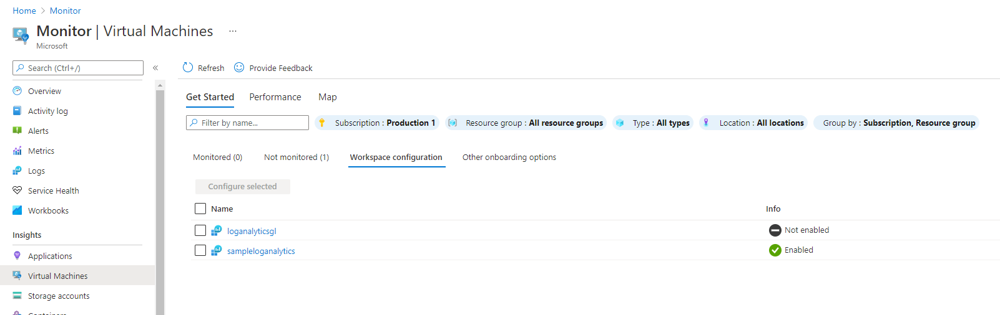 Home > Monitor
Monitor | Virtual Machines ...
Microsoft
Search (Ctrl+/)
«
Overview
Activity log
Alerts
Metrics
Logs
Service Health
Workbooks
Insights
Applications
Virtual Machines
Storage accounts
Containers
Refresh Provide Feedback
Get Started Performance Map
Filter by name... Subscription : Production 1 Resource group : All resource groups Type : All types Location : All locations Group by : Subscription, Resource group
Monitored (0) Not monitored (1) Workspace configuration Other onboarding options
Configure selected
Name Info
loganalyticsgl Not enabled
sampleloganalytics Enabled